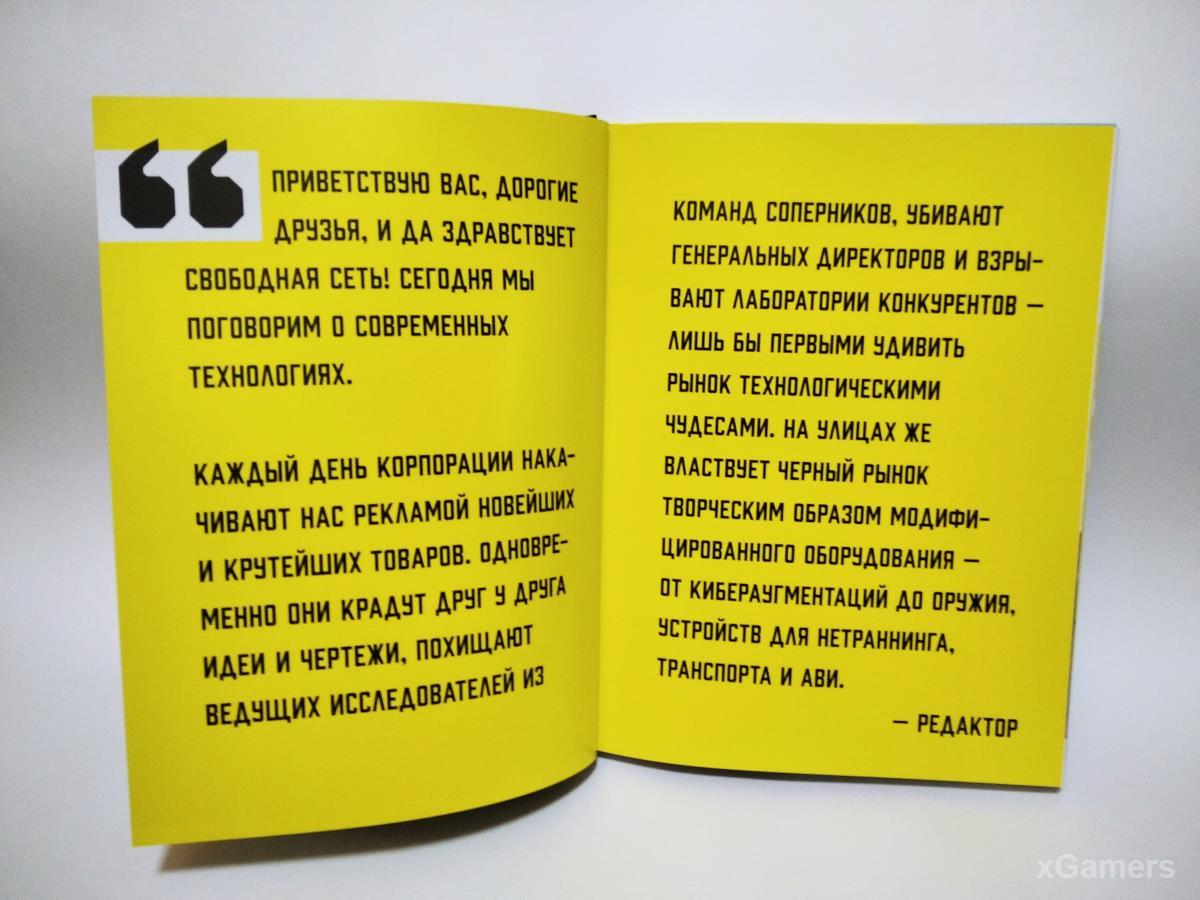 ПРИВЕТСТВУЮ ВАС, ДОРОГИЕ
ДРУЗЬЯ, И ДА ЗДРАВСТВУЕТ
СВОБОДНАЯ СЕТЬ! СЕГОДНЯ МЫ
ПОГОВОРИМ О СОВРЕМЕННЫХ
ТЕХНОЛОГИЯХ.
КАЖДЫЙ ДЕНЬ КОРПОРАЦИИ НАКА-
ЧИВАЮТ НАС РЕКЛАМОЙ НОВЕЙШИХ
И КРУТЕЙШИХ ТОВАРОВ. ОДНОВРЕ-
МЕННО ОНИ КРАДУТ ДРУГ У ДРУГА
ИДЕИ И ЧЕРТЕЖИ, ПОХИЩАЮТ
ВЕДУЩИХ ИССЛЕДОВАТЕЛЕЙ ИЗ
КОМАНД СОПЕРНИКОВ, УБИВАЮТ
ГЕНЕРАЛЬНЫХ ДИРЕКТОРОВ И ВЗРЫ-
ВАЮТ ЛАБОРАТОРИИ КОНКУРЕНТОВ —
ЛИШЬ БЫ ПЕРВЫМИ УДИВИТЬ
РЫНОК ТЕХНОЛОГИЧЕСКИМИ
ЧУДЕСАМИ. НА УЛИЦАХ ЖЕ
ВЛАСТВУЕТ ЧЕРНЫЙ РЫНОК
ТВОРЧЕСКИМ ОБРАЗОМ МОДИФИ-
ЦИРОВАННОГО ОБОРУДОВАНИЯ —
ОТ КИБЕРАУГМЕНТАЦИЙ ДО ОРУЖИЯ,
УСТРОЙСТВ ДЛЯ НЕТРАННИНГА,
ТРАНСПОРТА И АВИ.
— РЕДАКТОР
xGamers